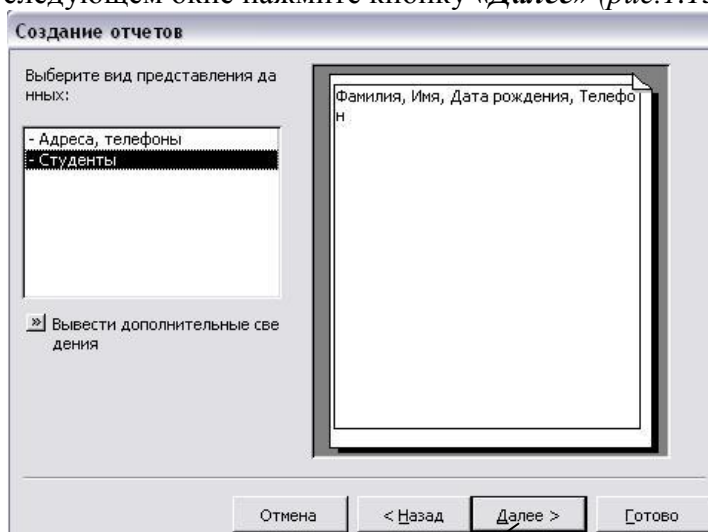 следующем окне нажмите кнопку «Далее» (рис.1.
Создание отчетов
Выберите вид представления да
нных:
- Адреса, телефоны
- Студенты
» Вывести дополнительные све
дения
Фамилия, Имя, Дата рождения, Телефо
н
Отмена
< Назад
Далее >
Готово